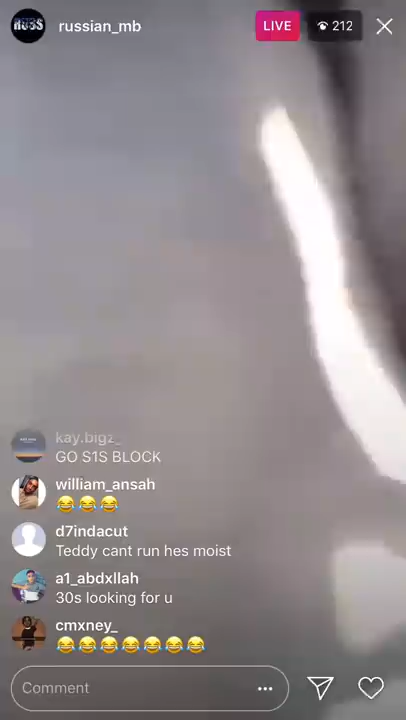 RUSS
russian_mb
LIVE
212
kay.bigz_
GO S1S BLOCK
william_ansah
😂😂😂
d7indacut
Teddy cant run hes moist
a1_abdxllah
30s looking for u
cmxney_
😂😂😂😂😂😂😂
Comment